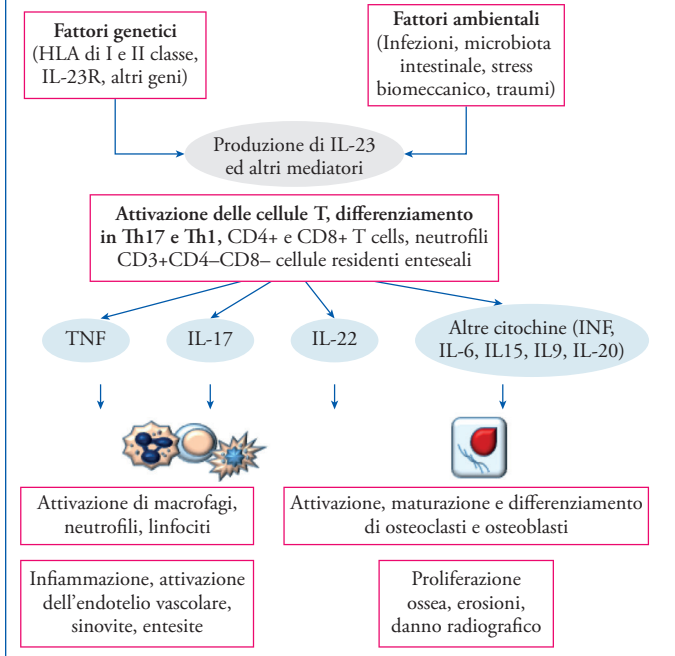 Fattori genetici
(HLA di I e II classe,
IL-23R, altri geni)
Fattori ambientali
(Infezioni, microbiota
intestinale, stress
biomeccanico, traumi)
Produzione di IL-23
ed altri mediatori
Attivazione delle cellule T, differenziamento
in Th17 e Th1, CD4+ e CD8+ T cells, neutrofili
CD3+CD4–CD8– cellule residenti enteseali
TNF
IL-17
IL-22
Altre citochine (INF,
IL-6, IL15, IL9, IL-20)
Attivazione di macrofagi,
neutrofili, linfociti
Attivazione, maturazione e differenziamento
di osteoclasti e osteoblasti
Infiammazione, attivazione
dell'endotelio vascolare,
sinovite, entesite
Proliferazione
ossea, erosioni,
danno radiografico